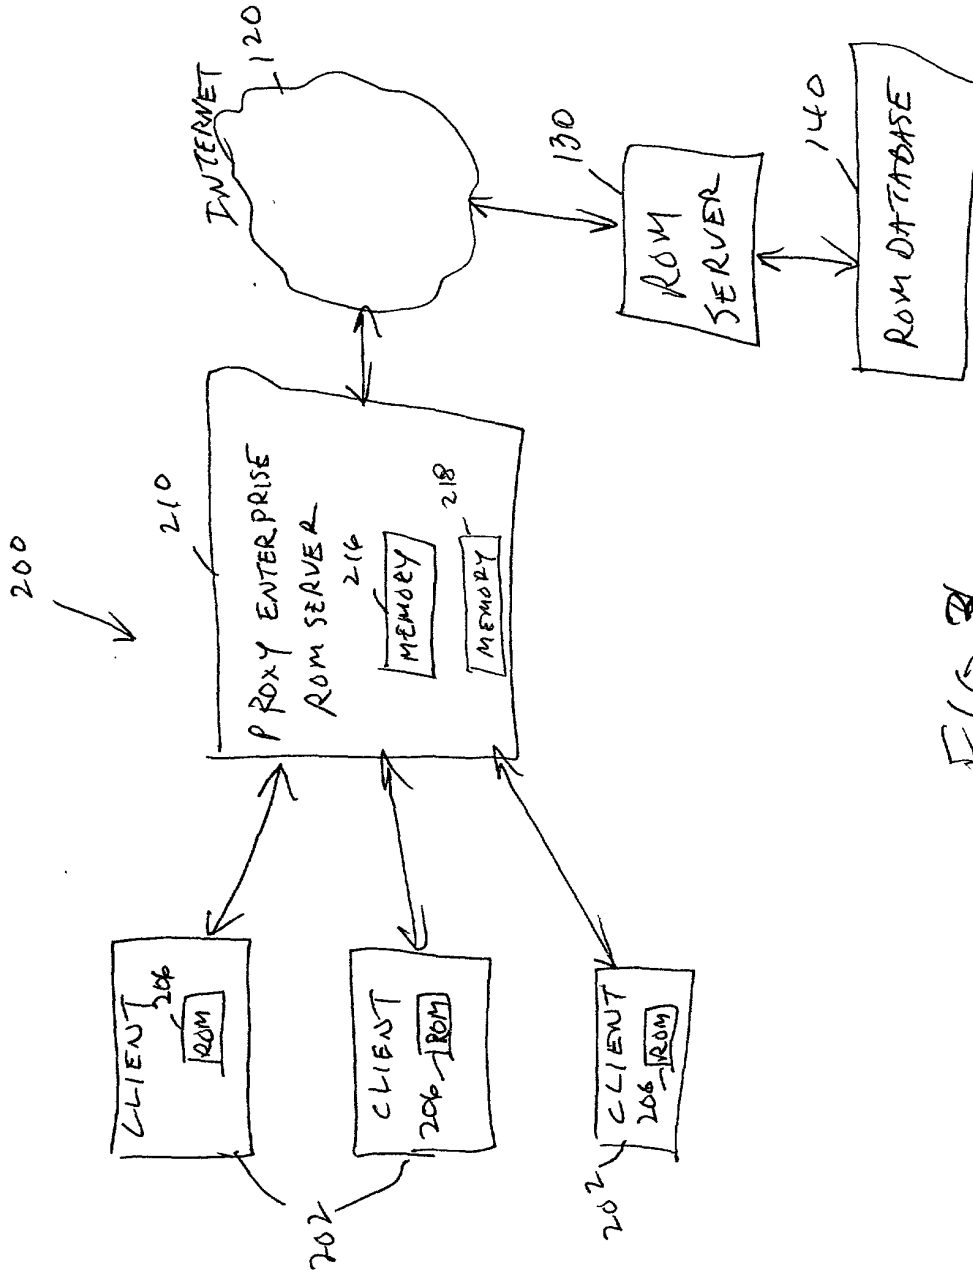 200
CLIENT
206
ROM
CLIENT
206
ROM
202
CLIENT
206
ROM
202
210
PROXY ENTERPRISE
ROM SERVER
216
MEMORY
218
MEMORY
INTERNET
120
130
ROM
SERVER
140
ROM DATABASE
FIG